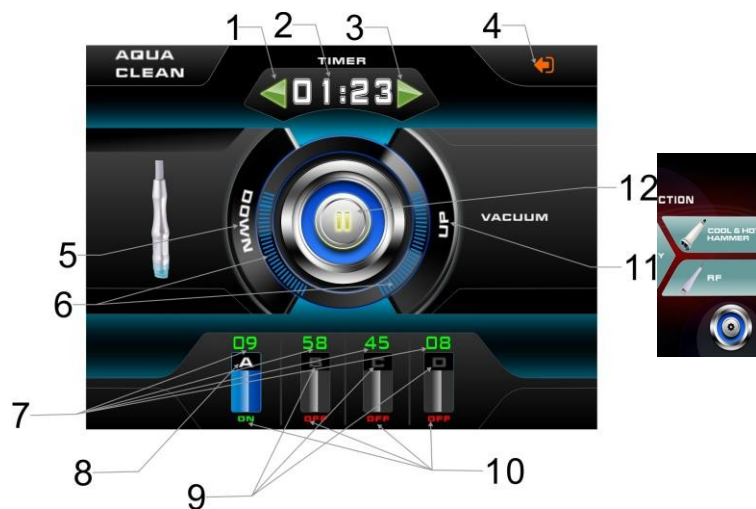 1 2 3 4
AQUA
CLEAN
TIMER
01:23
DOWN
UP
VACUUM
12
5
6
11
CTION
COOL & HOT
HAMMER
Y
RF
09 58 45 08
A B C D
ON OFF OFF OFF
7
8
9
10